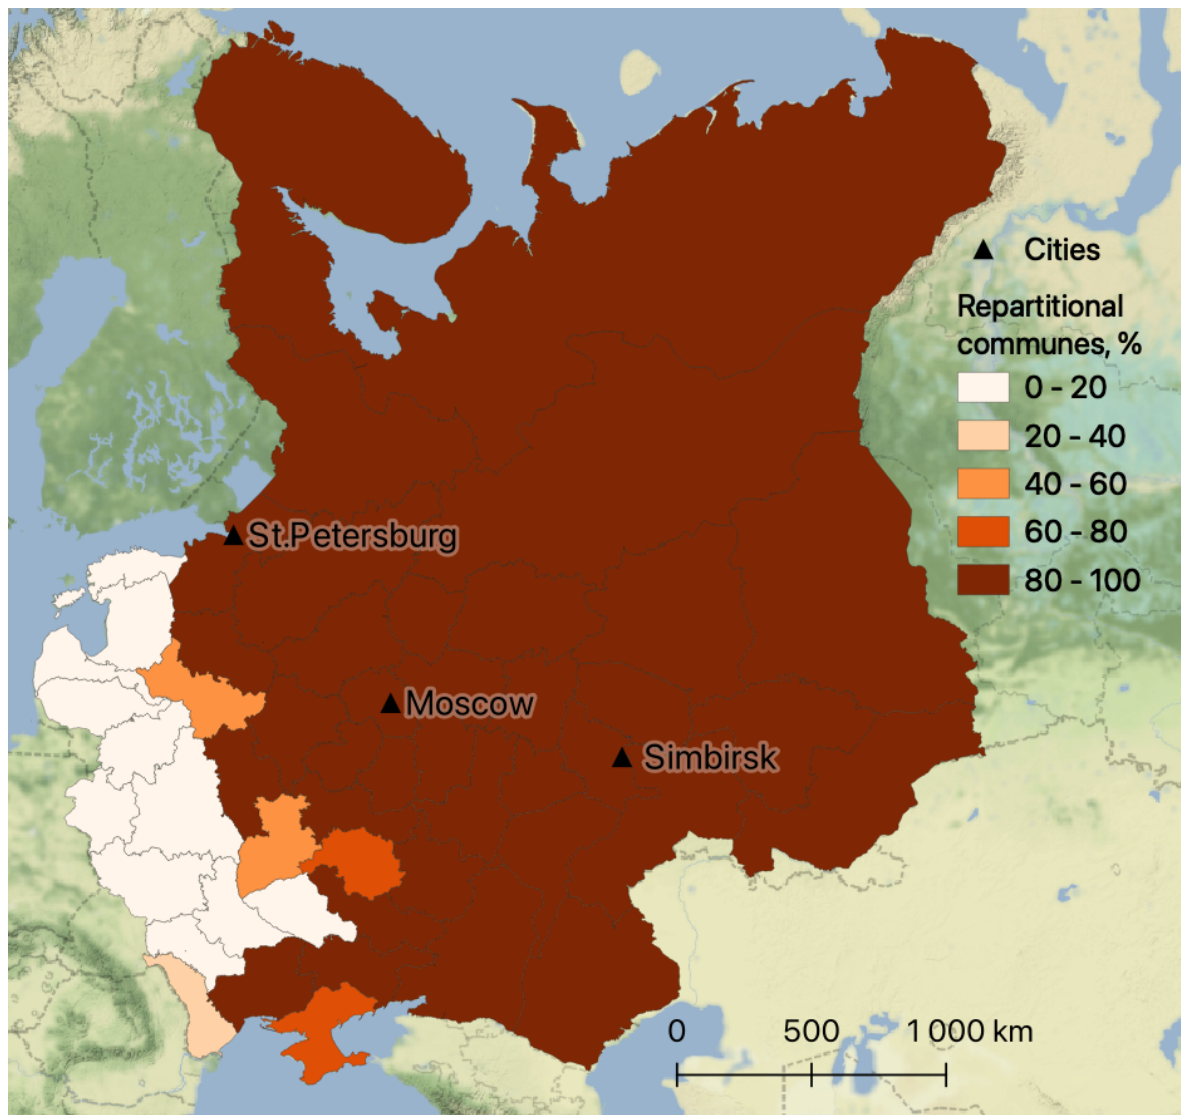 Cities
Repartitional
communes, %
0 - 20
20 - 40
40 - 60
60 - 80
80 - 100
St.Petersburg
Moscow
Simbirsk
0 500 1 000 km